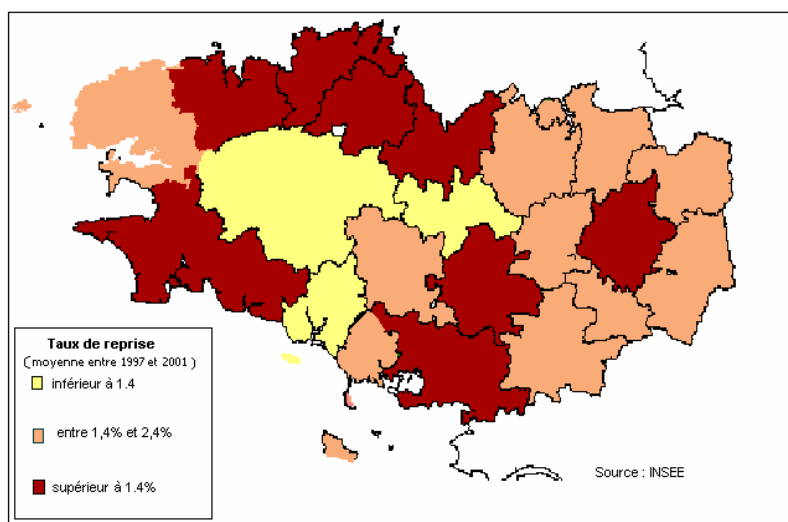 Taux de reprise
( moyenne entre 1997 et 2001 )
inférieur à 1.4
entre 1,4% et 2,4%
supérieur à 1.4%
Source : INSEE